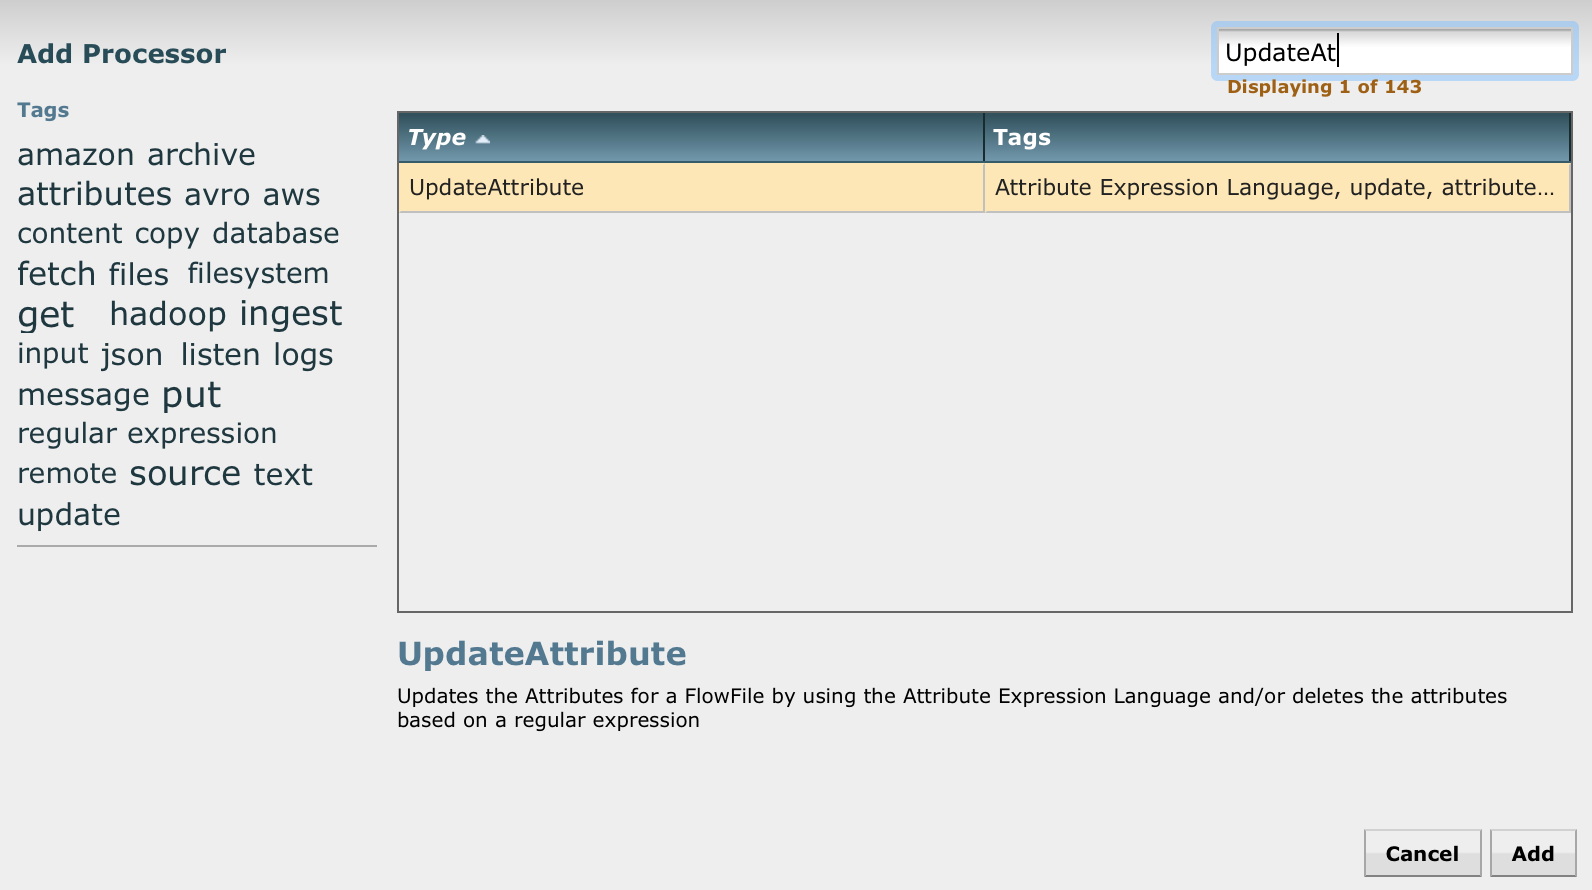 Add Processor
UpdateAt
Displaying 1 of 143
Tags
amazon archive
attributes avro aws
content copy database
fetch files filesystem
get hadoop ingest
input json listen logs
message put
regular expression
remote source text
update
Type Tags
UpdateAttribute Attribute Expression Language, update, attribute...
UpdateAttribute
Updates the Attributes for a FlowFile by using the Attribute Expression Language and/or deletes the attributes
based on a regular expression
Cancel Add